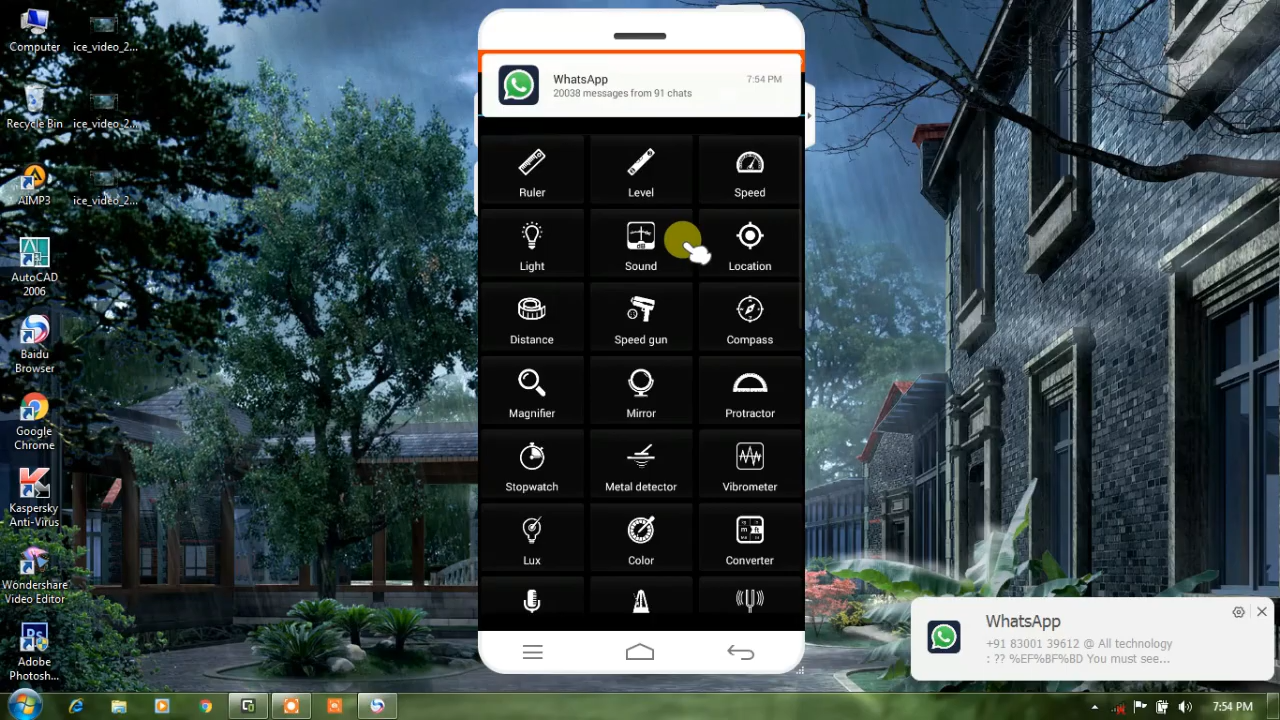 Computer
ice_video_2...
Recycle Bin
ice_video_2...
AIMP3
ice_video_2...
AutoCAD
2006
Baidu
Browser
Google
Chrome
Kaspersky
Anti-Virus
Wondershare
Video Editor
Adobe
Photosh...
WhatsApp
7:54 PM
20038 messages from 91 chats
Ruler
Level
Speed
Light
Sound
Location
Distance
Speed gun
Compass
Magnifier
Mirror
Protractor
Stopwatch
Metal detector
Vibrometer
Lux
Color
Converter
WhatsApp
+91 83001 39612 @ All technology
: ?? %EF%BF%BD You must see...
7:54 PM